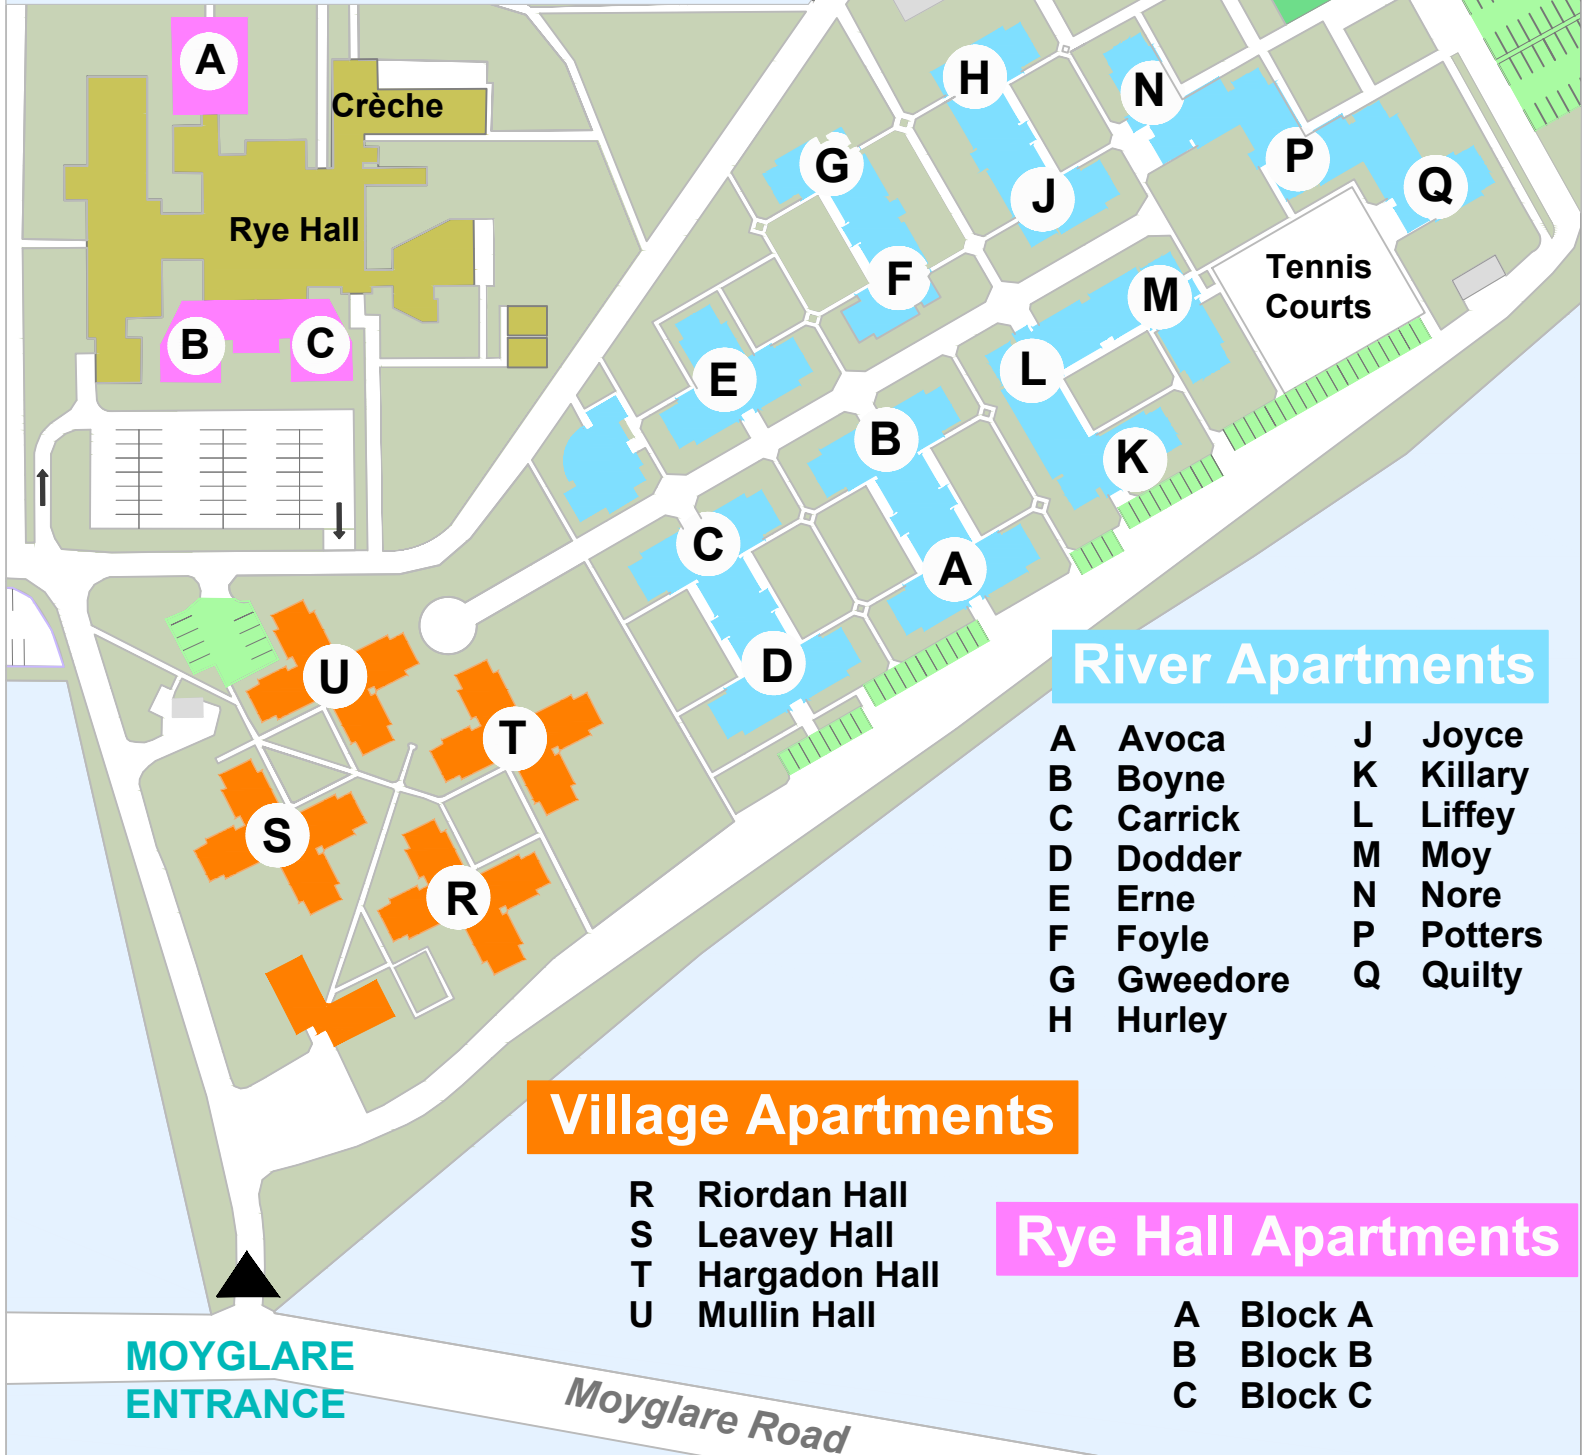 A
Crèche
Rye Hall
B
C
H
N
G
J
P
Q
F
M
Tennis
Courts
E
L
B
K
C
A
D
U
T
S
R
River Apartments
A Avoca
B Boyne
C Carrick
D Dodder
E Erne
F Foyle
G Gweedore
H Hurley
J Joyce
K Killary
L Liffey
M Moy
N Nore
P Potters
Q Quilty
Village Apartments
R Riordan Hall
S Leavey Hall
T Hargadon Hall
U Mullin Hall
Rye Hall Apartments
A Block A
B Block B
C Block C
MOYGLARE
ENTRANCE
Moyglare Road